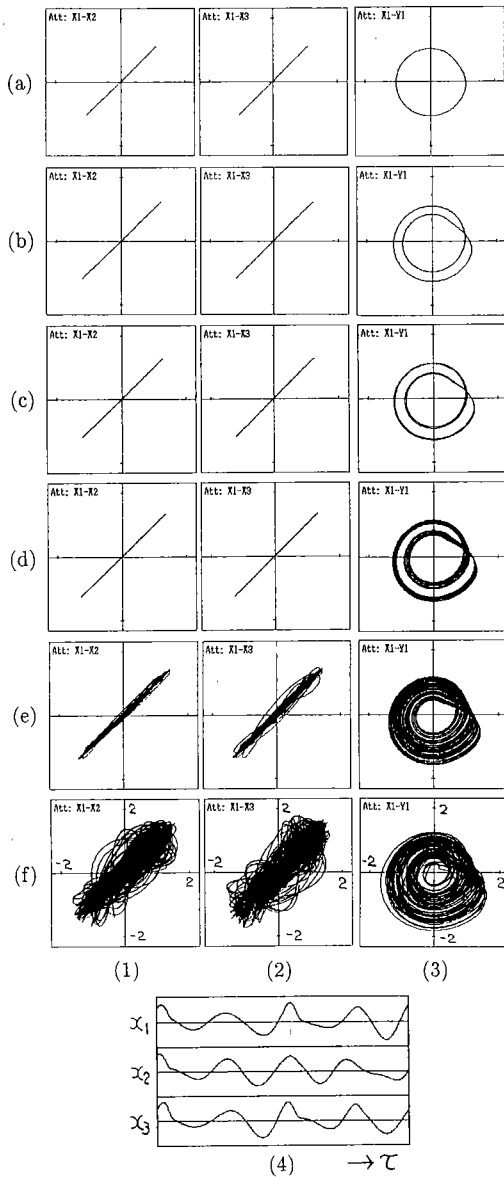 Att: X1-X2 Att: X1-X3 Att: X1-Y1
(a)
Att: X1-X2 Att: X1-X3 Att: X1-Y1
(b)
Att: X1-X2 Att: X1-X3 Att: X1-Y1
(c)
Att: X1-X2 Att: X1-X3 Att: X1-Y1
(d)
Att: X1-X2 Att: X1-X3 Att: X1-Y1
(e)
Att: X1-X2 2 Att: X1-X3 2 Att: X1-Y1 2
(f) -2 2 -2 2 -2 2
-2 -2 -2
(1) (2) (3)
x1
x2
x3
(4) → τ